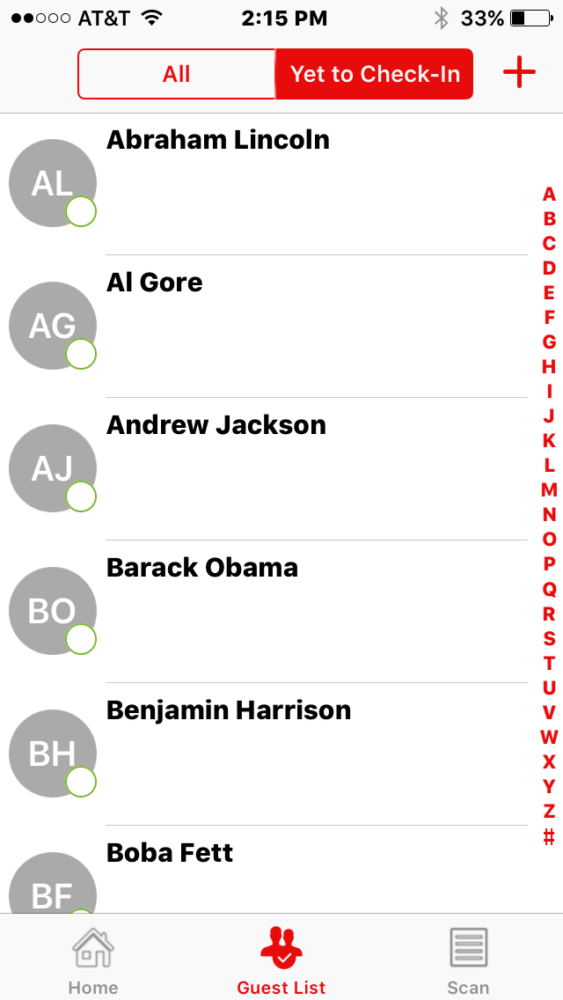 AT&T 2:15 PM 33%
All Yet to Check-In +
Abraham Lincoln
AL
Al Gore
AG
Andrew Jackson
AJ
Barack Obama
BO
Benjamin Harrison
BH
Boba Fett
BF
A
B
C
D
E
F
G
H
I
J
K
L
M
N
O
P
Q
R
S
T
U
V
W
X
Y
Z
#
Home Guest List Scan